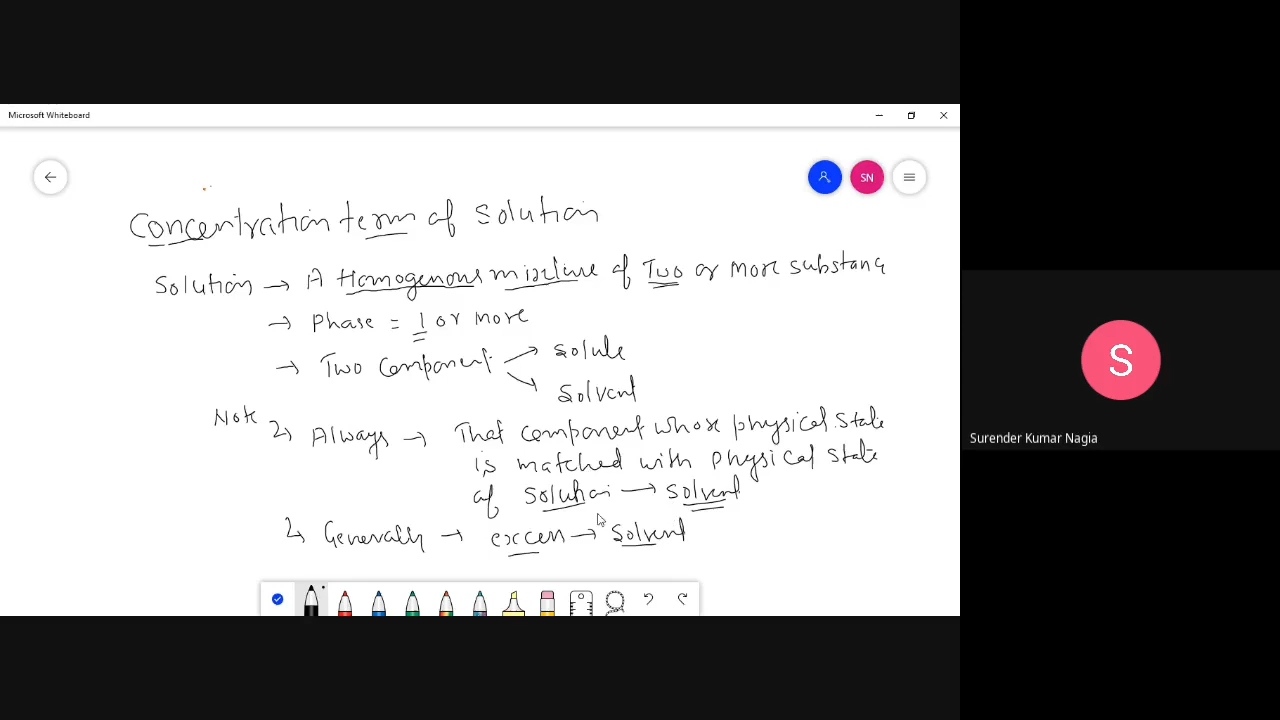 Microsoft Whiteboard
SN
Concentration term of solution
Solution → A Homogenous mixture of Two or more substance
→ Phase = 1 or more
→ Two Component
Solute
Solvent
Note
Always → That component whose physical state
is matched with physical state
of solution → solvent
Generally → excess → solvent
S
Surender Kumar Nagia